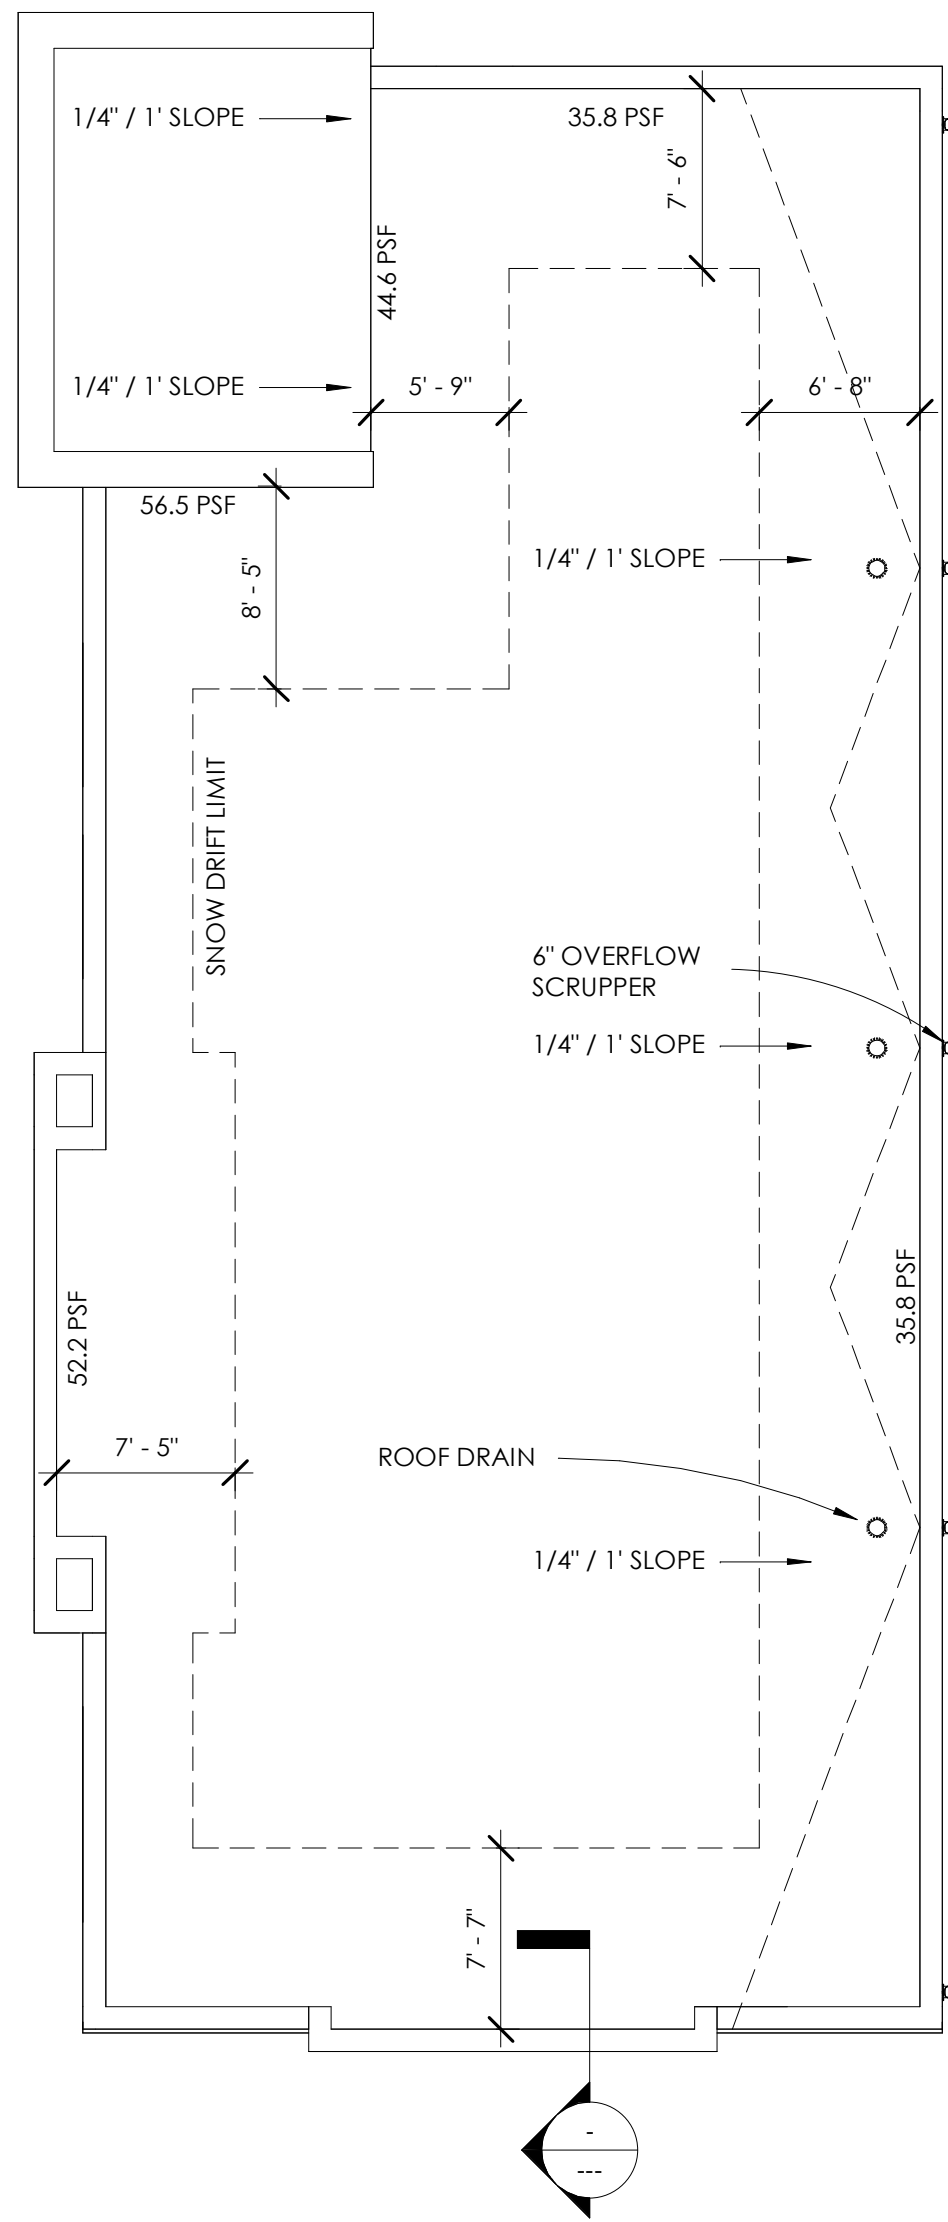 1/4" / 1' SLOPE
35.8 PSF
7' - 6"
44.6 PSF
1/4" / 1' SLOPE
5' - 9"
6' - 8"
56.5 PSF
8' - 5"
1/4" / 1' SLOPE
SNOW DRIFT LIMIT
6" OVERFLOW
SCRUPPER
1/4" / 1' SLOPE
52.2 PSF
35.8 PSF
7' - 5"
ROOF DRAIN
1/4" / 1' SLOPE
7' - 7"
-
---